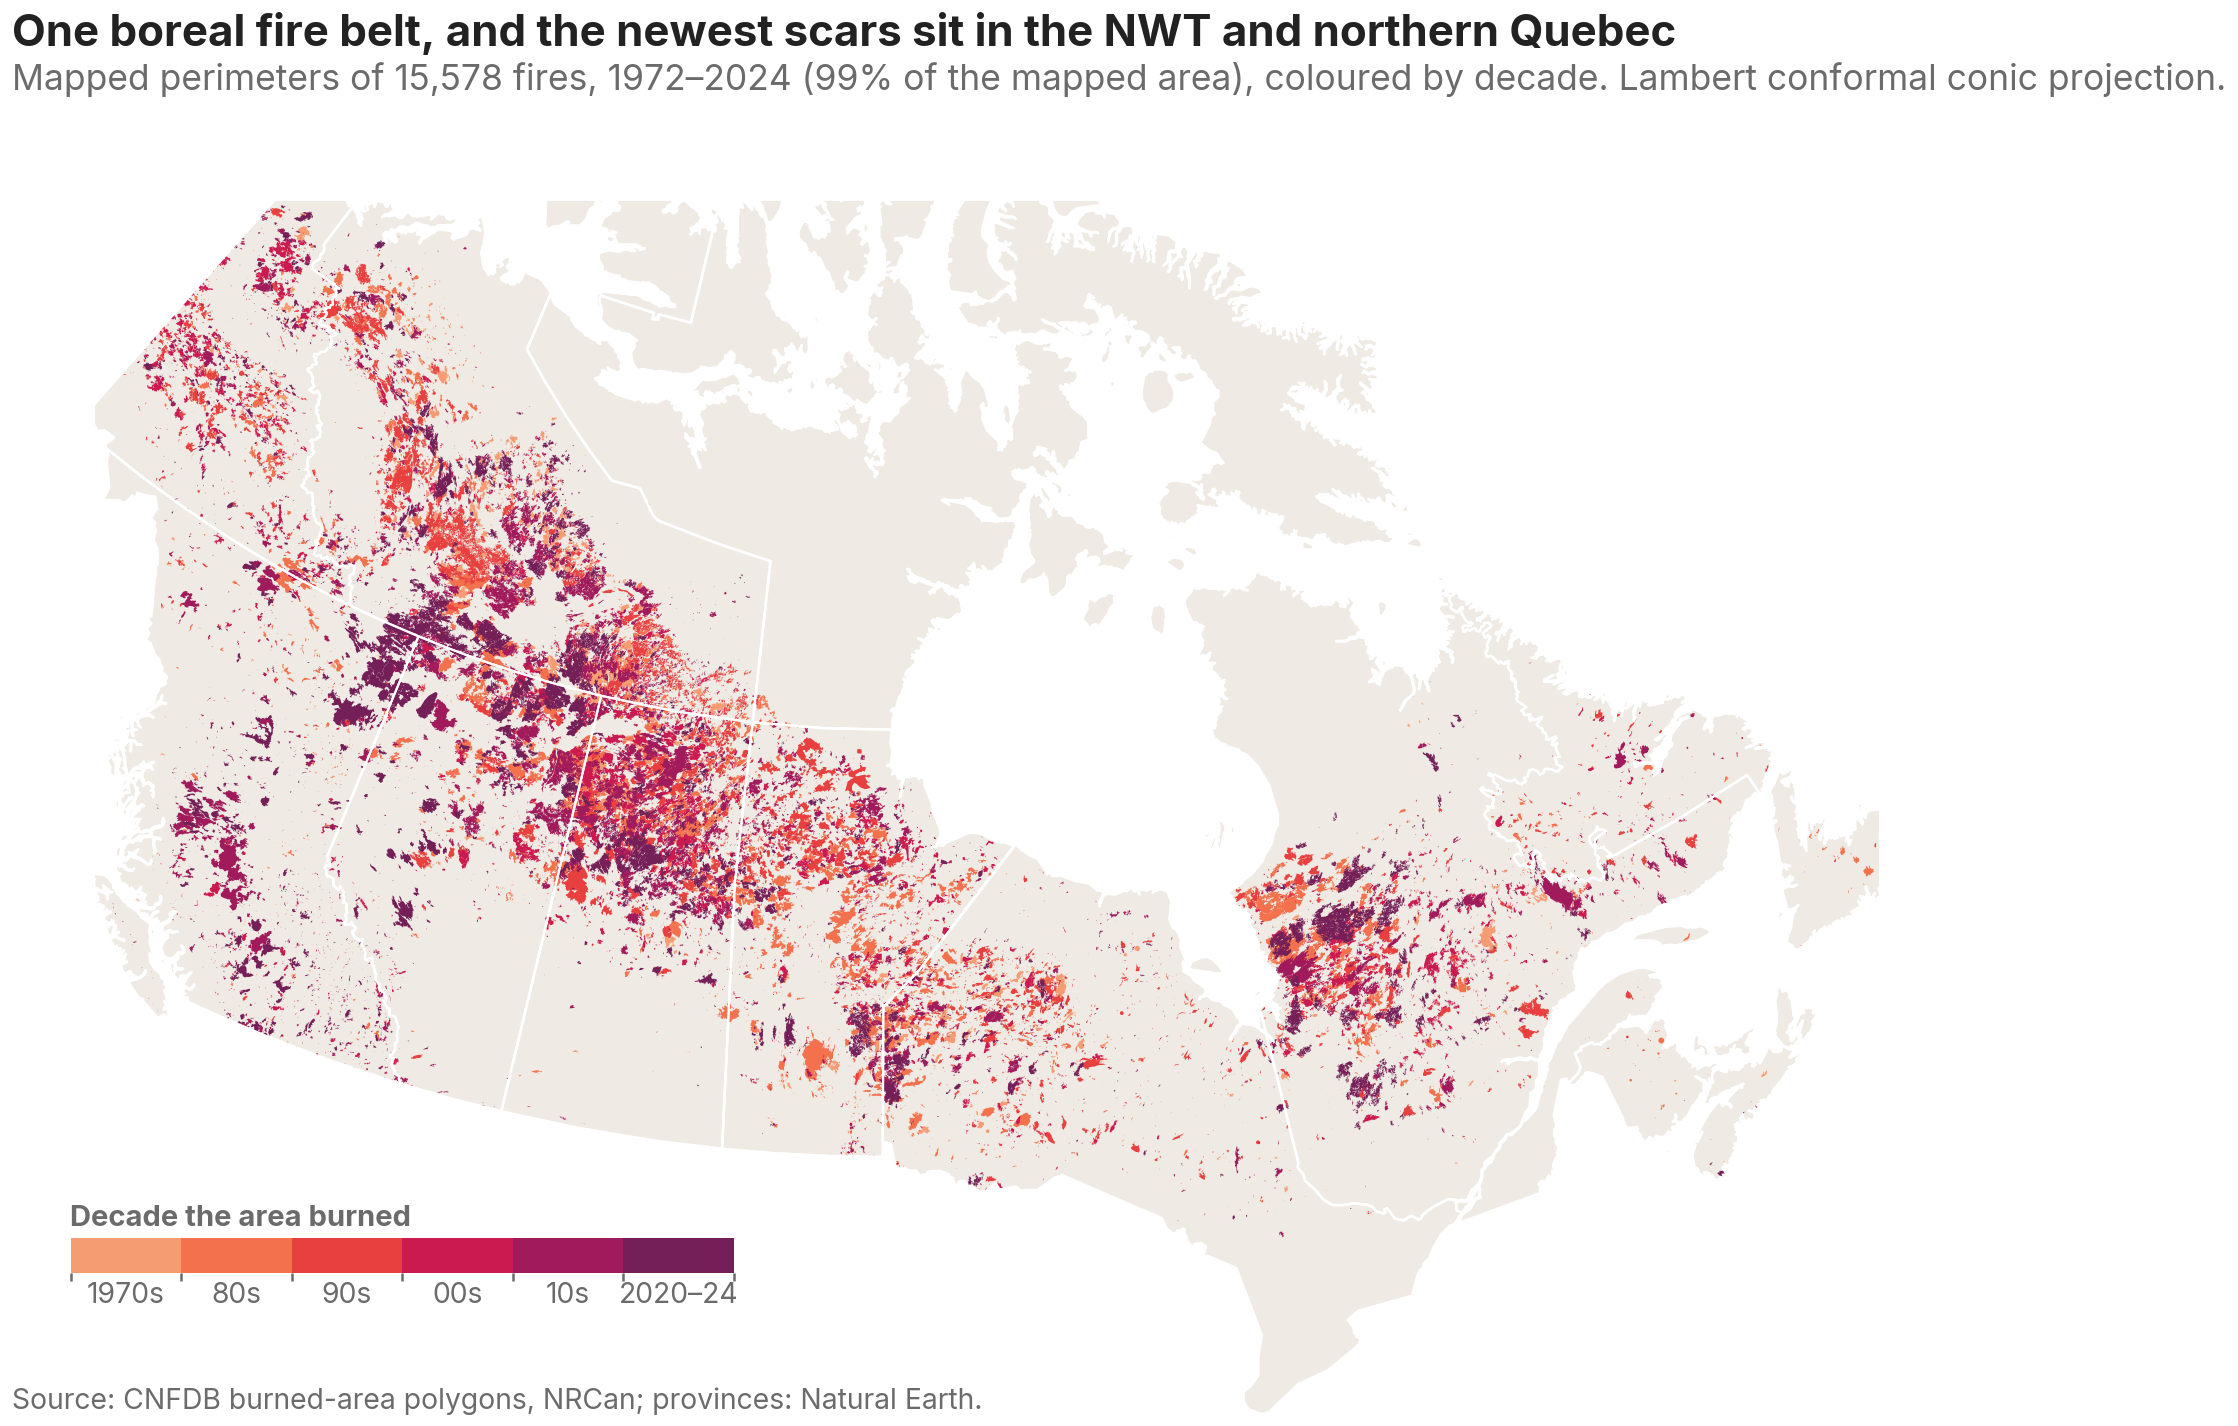 One boreal fire belt, and the newest scars sit in the NWT and northern Quebec
Mapped perimeters of 15,578 fires, 1972–2024 (99% of the mapped area), coloured by decade. Lambert conformal conic projection.
Decade the area burned
1970s 80s 90s 00s 10s 2020–24
Source: CNFDB burned-area polygons, NRCan; provinces: Natural Earth.